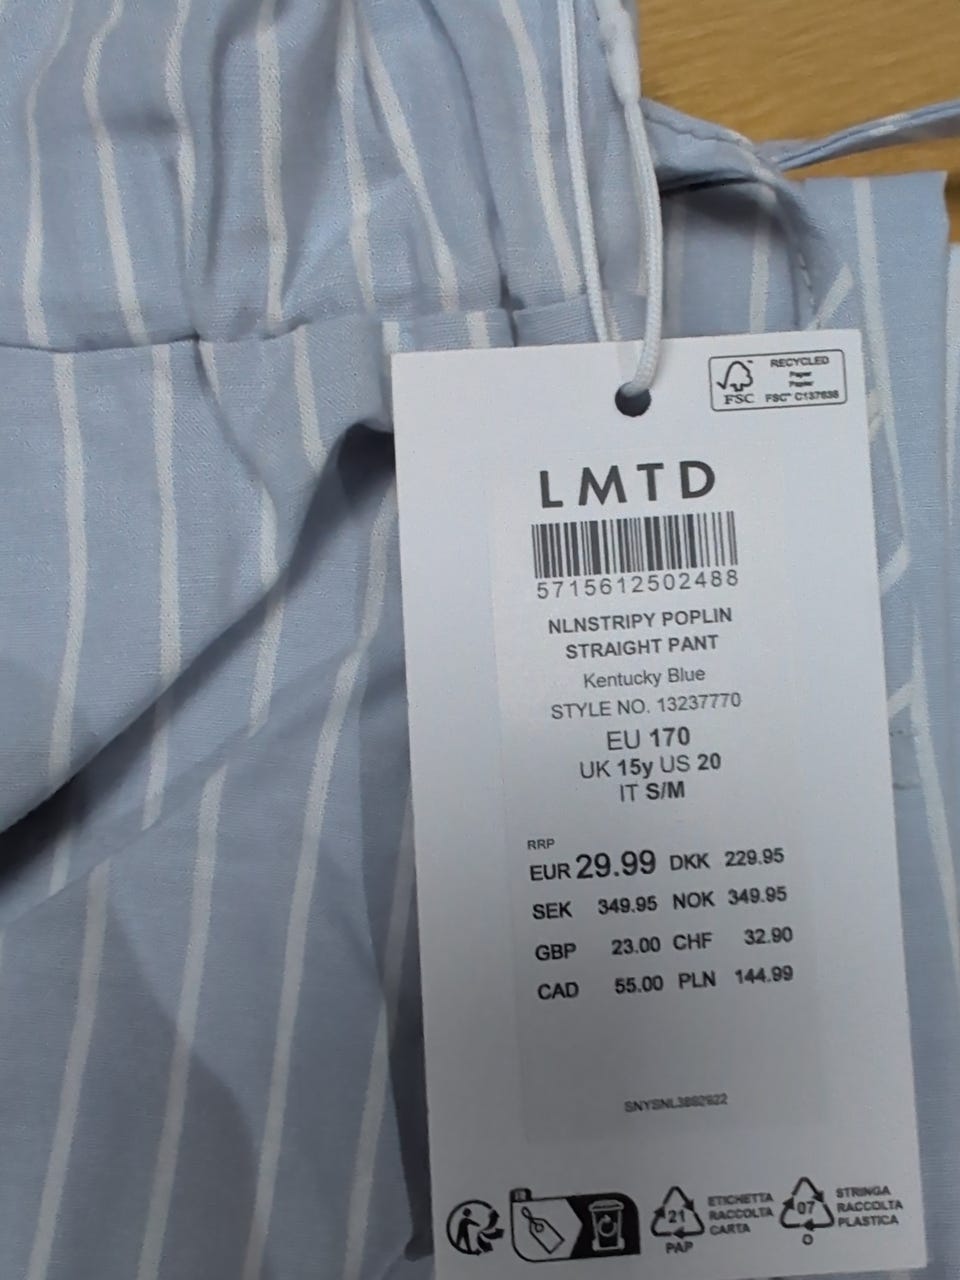 RECYCLED
Paper
Papier
FSC® C137638
FSC
LMTD
5715612502488
NLNSTRIPY POPLIN
STRAIGHT PANT
Kentucky Blue
STYLE NO. 13237770
EU 170
UK 15y US 20
IT S/M
RRP
EUR 29.99 DKK 229.95
SEK 349.95 NOK 349.95
GBP 23.00 CHF 32.90
CAD 55.00 PLN 144.99
21
PAP
ETICHETTA
RACCOLTA
CARTA
07
O
STRINGA
RACCOLTA
PLASTICA